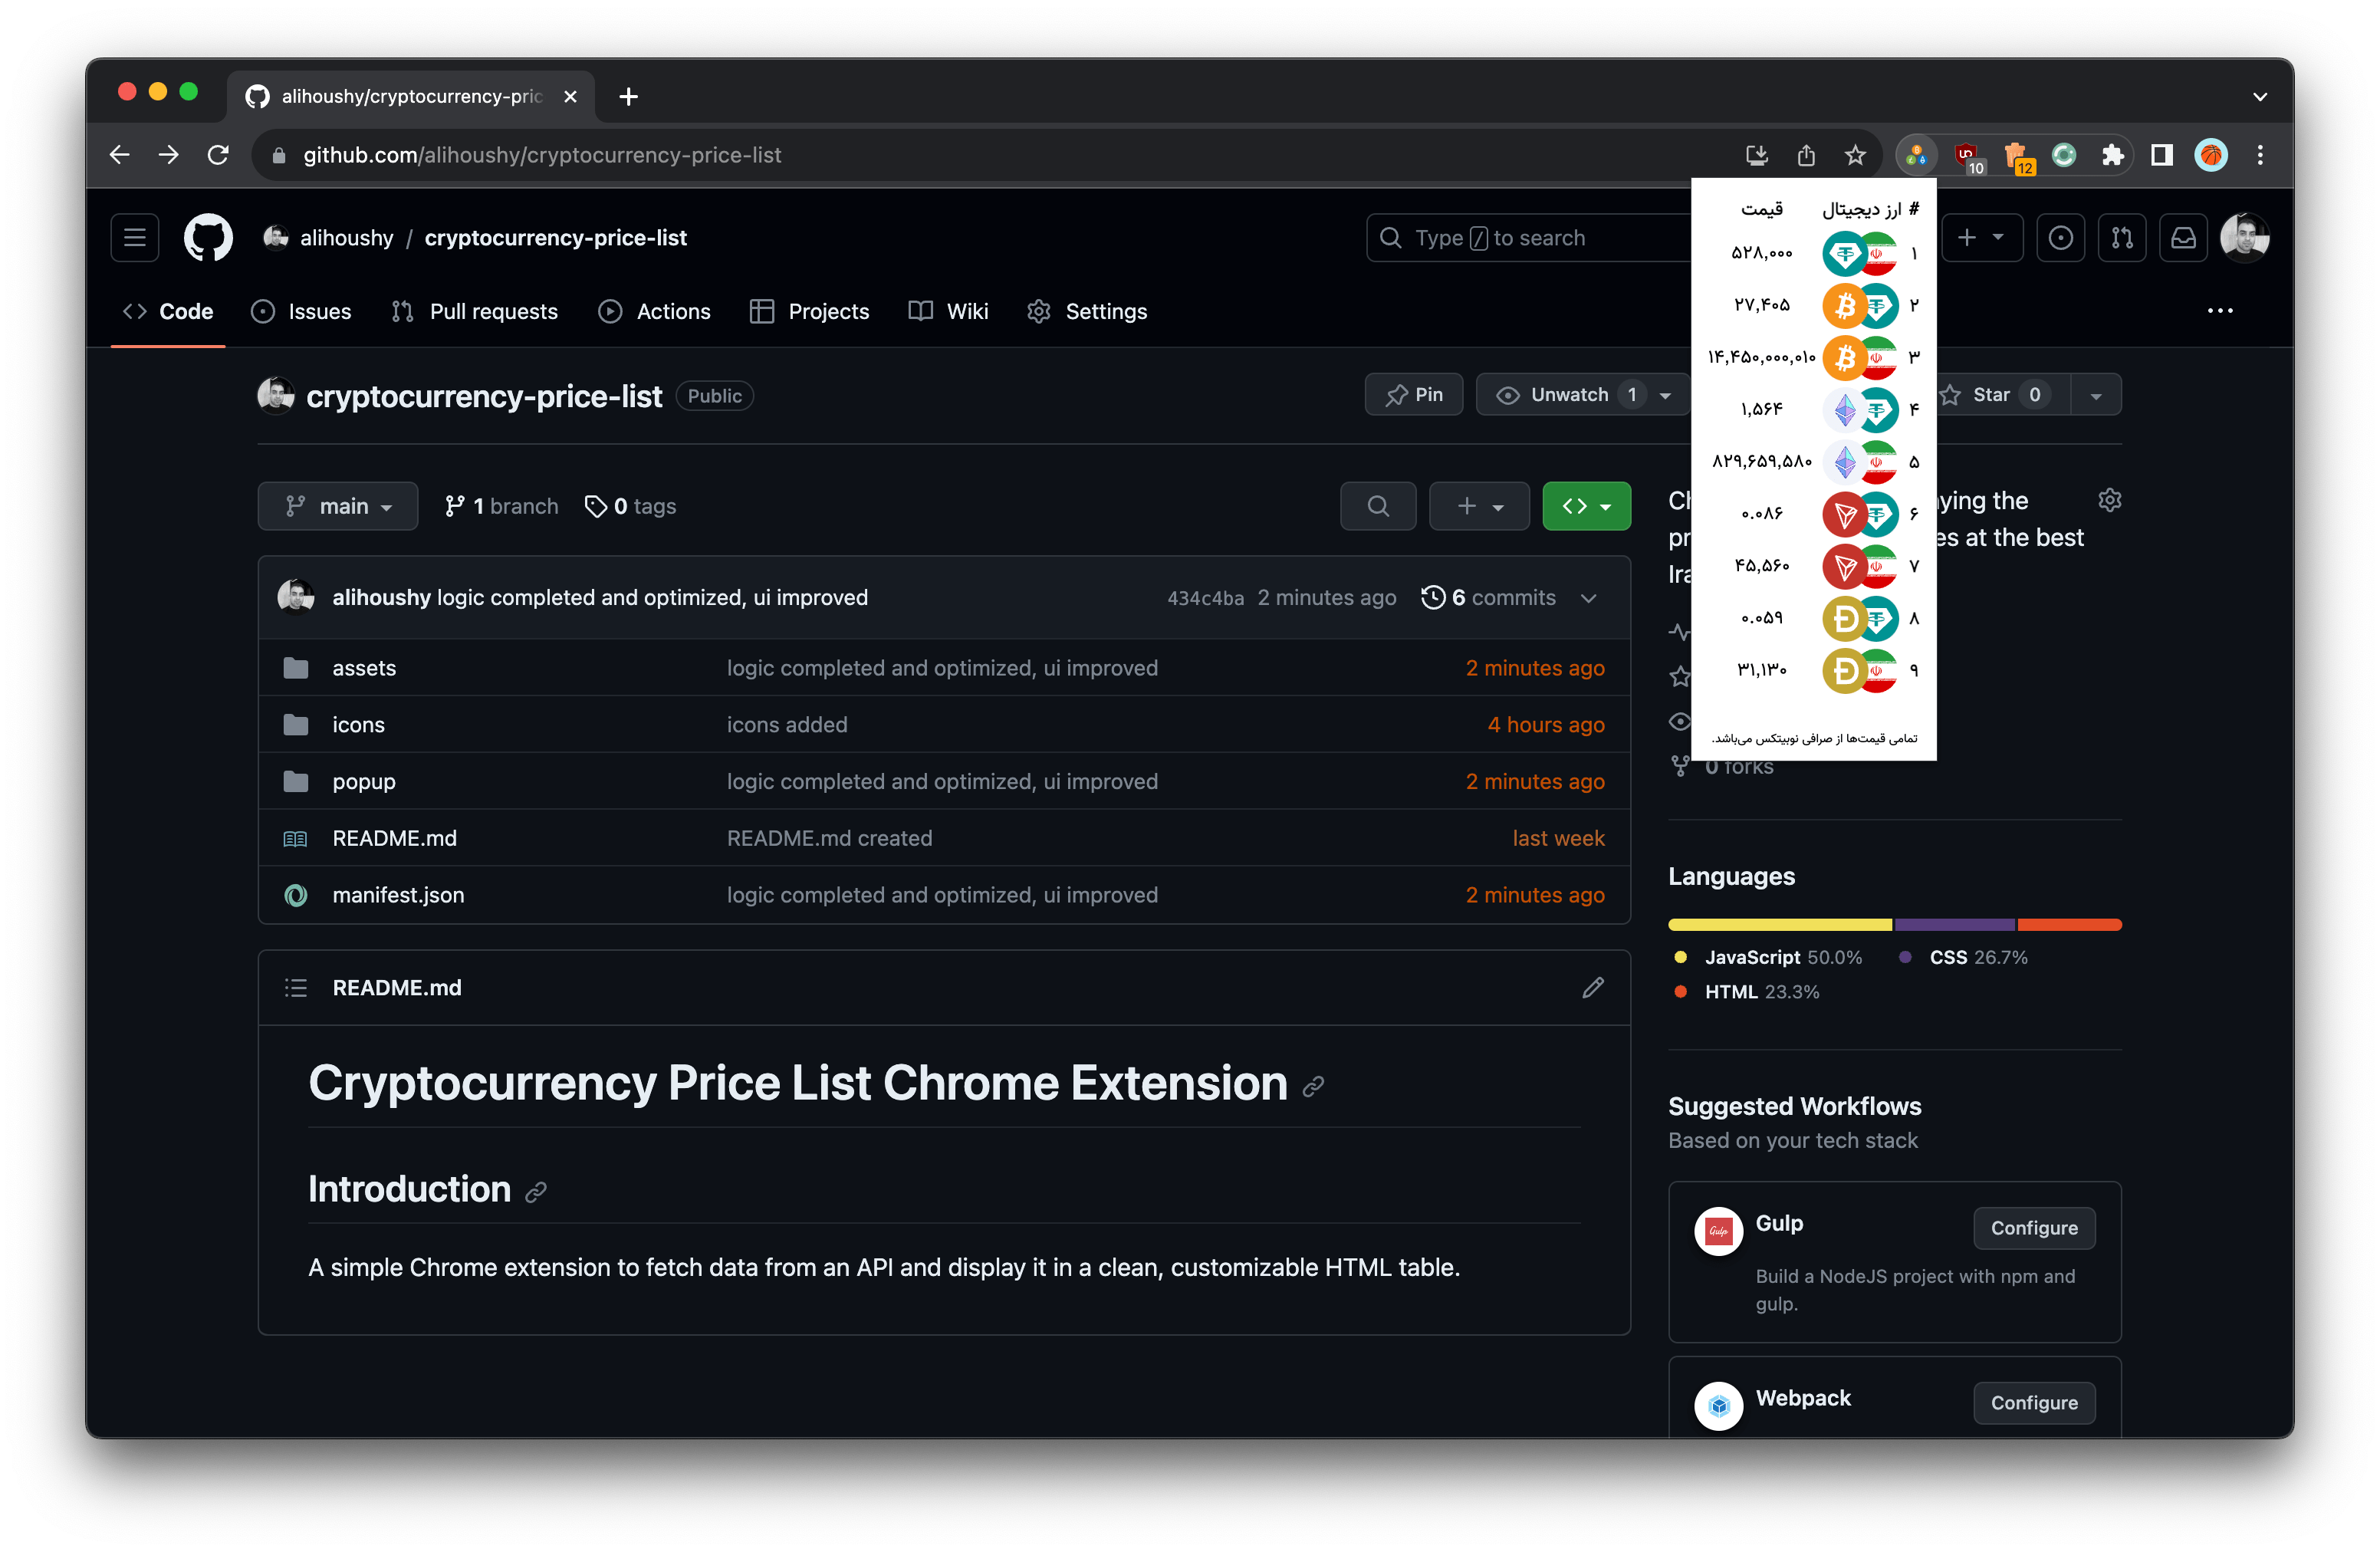 alihoushy/cryptocurrency-pric
github.com/alihoushy/cryptocurrency-price-list
10
12
alihoushy / cryptocurrency-price-list
Type / to search
Code Issues Pull requests Actions Projects Wiki Settings
cryptocurrency-price-list Public
Pin Unwatch 1 Star 0
main 1 branch 0 tags
alihoushy logic completed and optimized, ui improved 434c4ba 2 minutes ago 6 commits
assets logic completed and optimized, ui improved 2 minutes ago
icons icons added 4 hours ago
popup logic completed and optimized, ui improved 2 minutes ago
README.md README.md created last week
manifest.json logic completed and optimized, ui improved 2 minutes ago
README.md
Cryptocurrency Price List Chrome Extension
Introduction
A simple Chrome extension to fetch data from an API and display it in a clean, customizable HTML table.
# ارز دیجیتال قیمت
۱ ۵۲۸,۰۰۰
۲ ۲۷,۴۰۵
۳ ۱۴,۴۵۰,۰۰۰,۰۱۰
۴ ۱,۵۶۴
۵ ۸۲۹,۶۵۹,۵۸۰
۶ ۰.۰۸۶
۷ ۴۵,۵۶۰
۸ ۰.۰۵۹
۹ ۳۱,۱۳۰
تمامی قیمت‌ها از صرافی نوبیتکس می‌باشد.
ying the
es at the best
0 forks
Languages
JavaScript 50.0% CSS 26.7%
HTML 23.3%
Suggested Workflows
Based on your tech stack
Gulp
Gulp Configure
Build a NodeJS project with npm and
gulp.
Webpack Configure